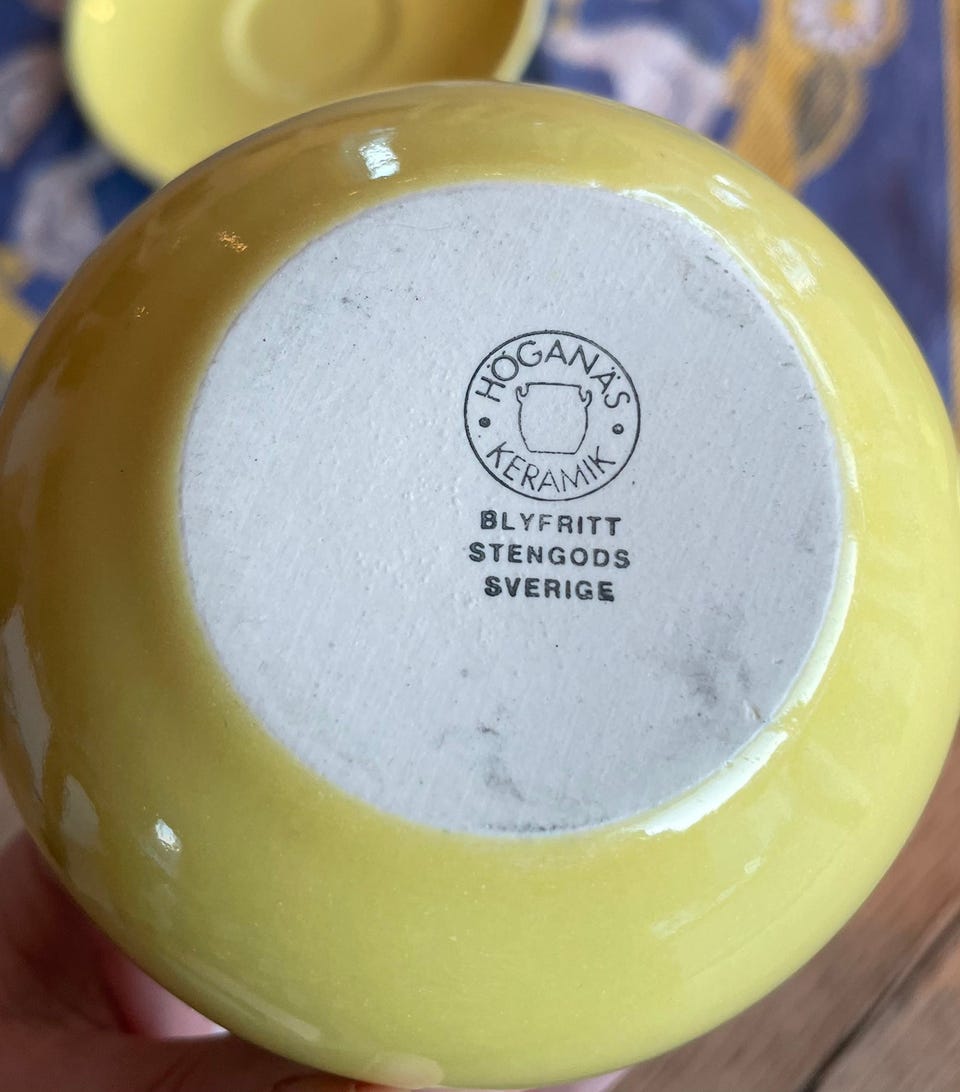 HÖGANÄS
KERAMIK
BLYFRITT
STENGODS
SVERIGE